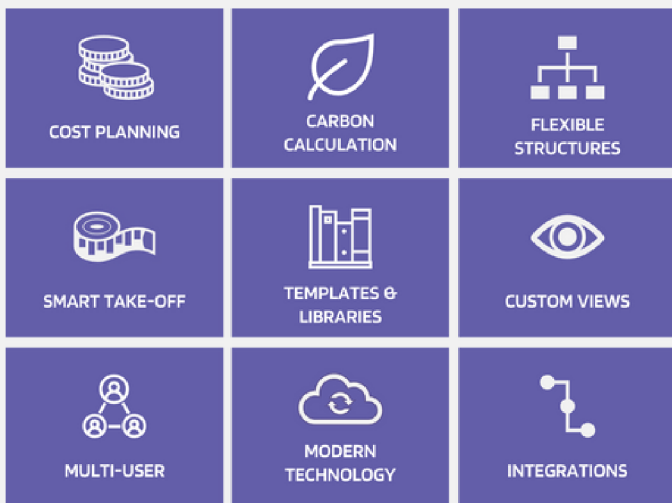 COST PLANNING
CARBON
CALCULATION
FLEXIBLE
STRUCTURES
SMART TAKE-OFF
TEMPLATES &
LIBRARIES
CUSTOM VIEWS
MULTI-USER
MODERN
TECHNOLOGY
INTEGRATIONS